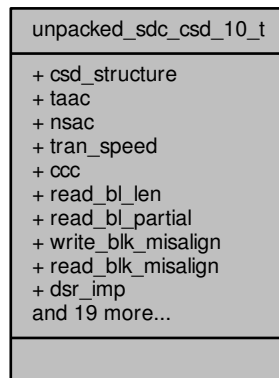 unpacked_sdc_csd_10_t
+ csd_structure
+ taac
+ nsac
+ tran_speed
+ ccc
+ read_bl_len
+ read_bl_partial
+ write_blk_misalign
+ read_blk_misalign
+ dsr_imp
and 19 more...